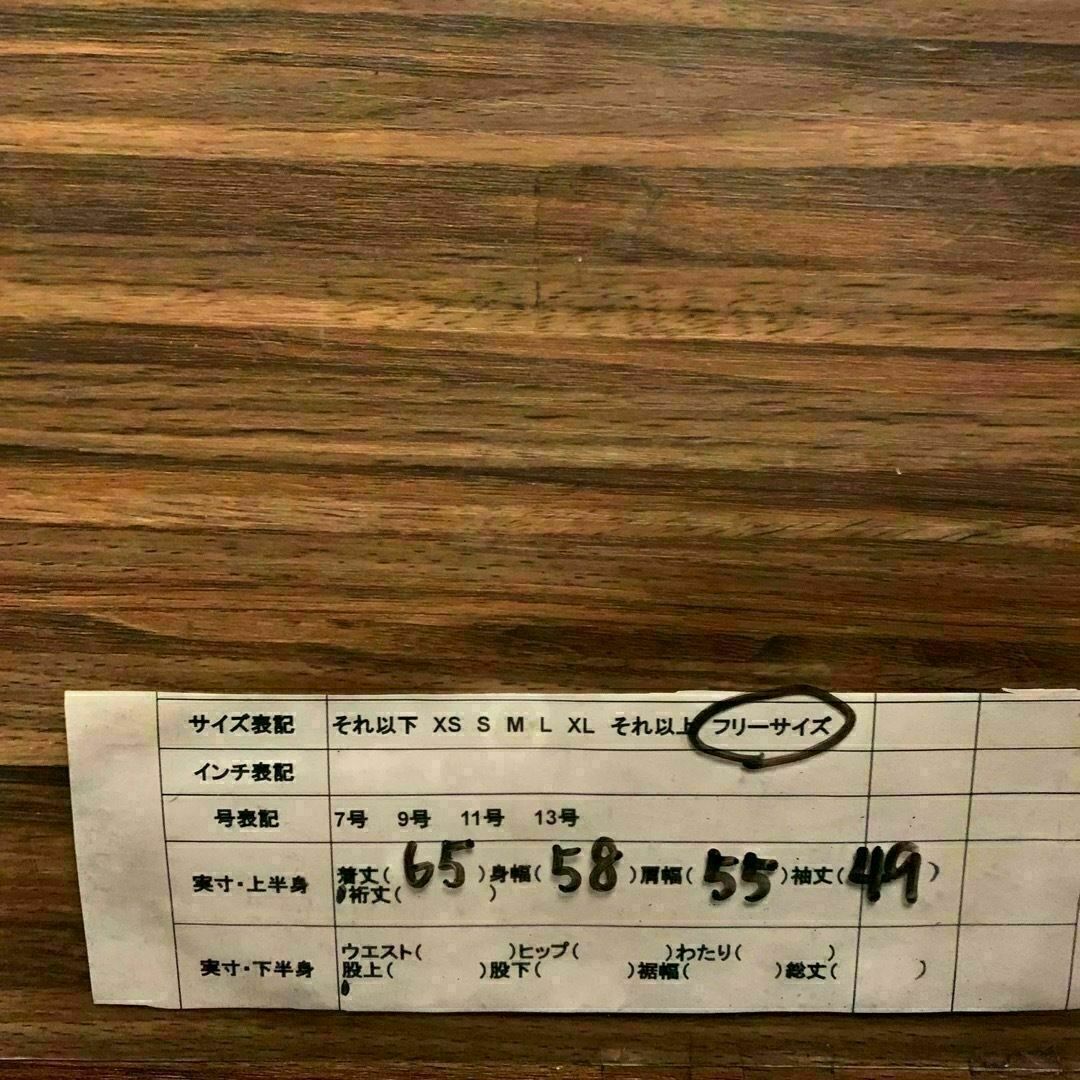 サイズ表記 それ以下 XS S M L XL それ以上 フリーサイズ
インチ表記
号表記 7号 9号 11号 13号
実寸・上半身 着丈( 65 )身幅( 58 )肩幅( 55 )袖丈( 49 )
裄丈( )
実寸・下半身 ウエスト( )ヒップ( )わたり( )
股上( )股下( )裾幅( )総丈( )